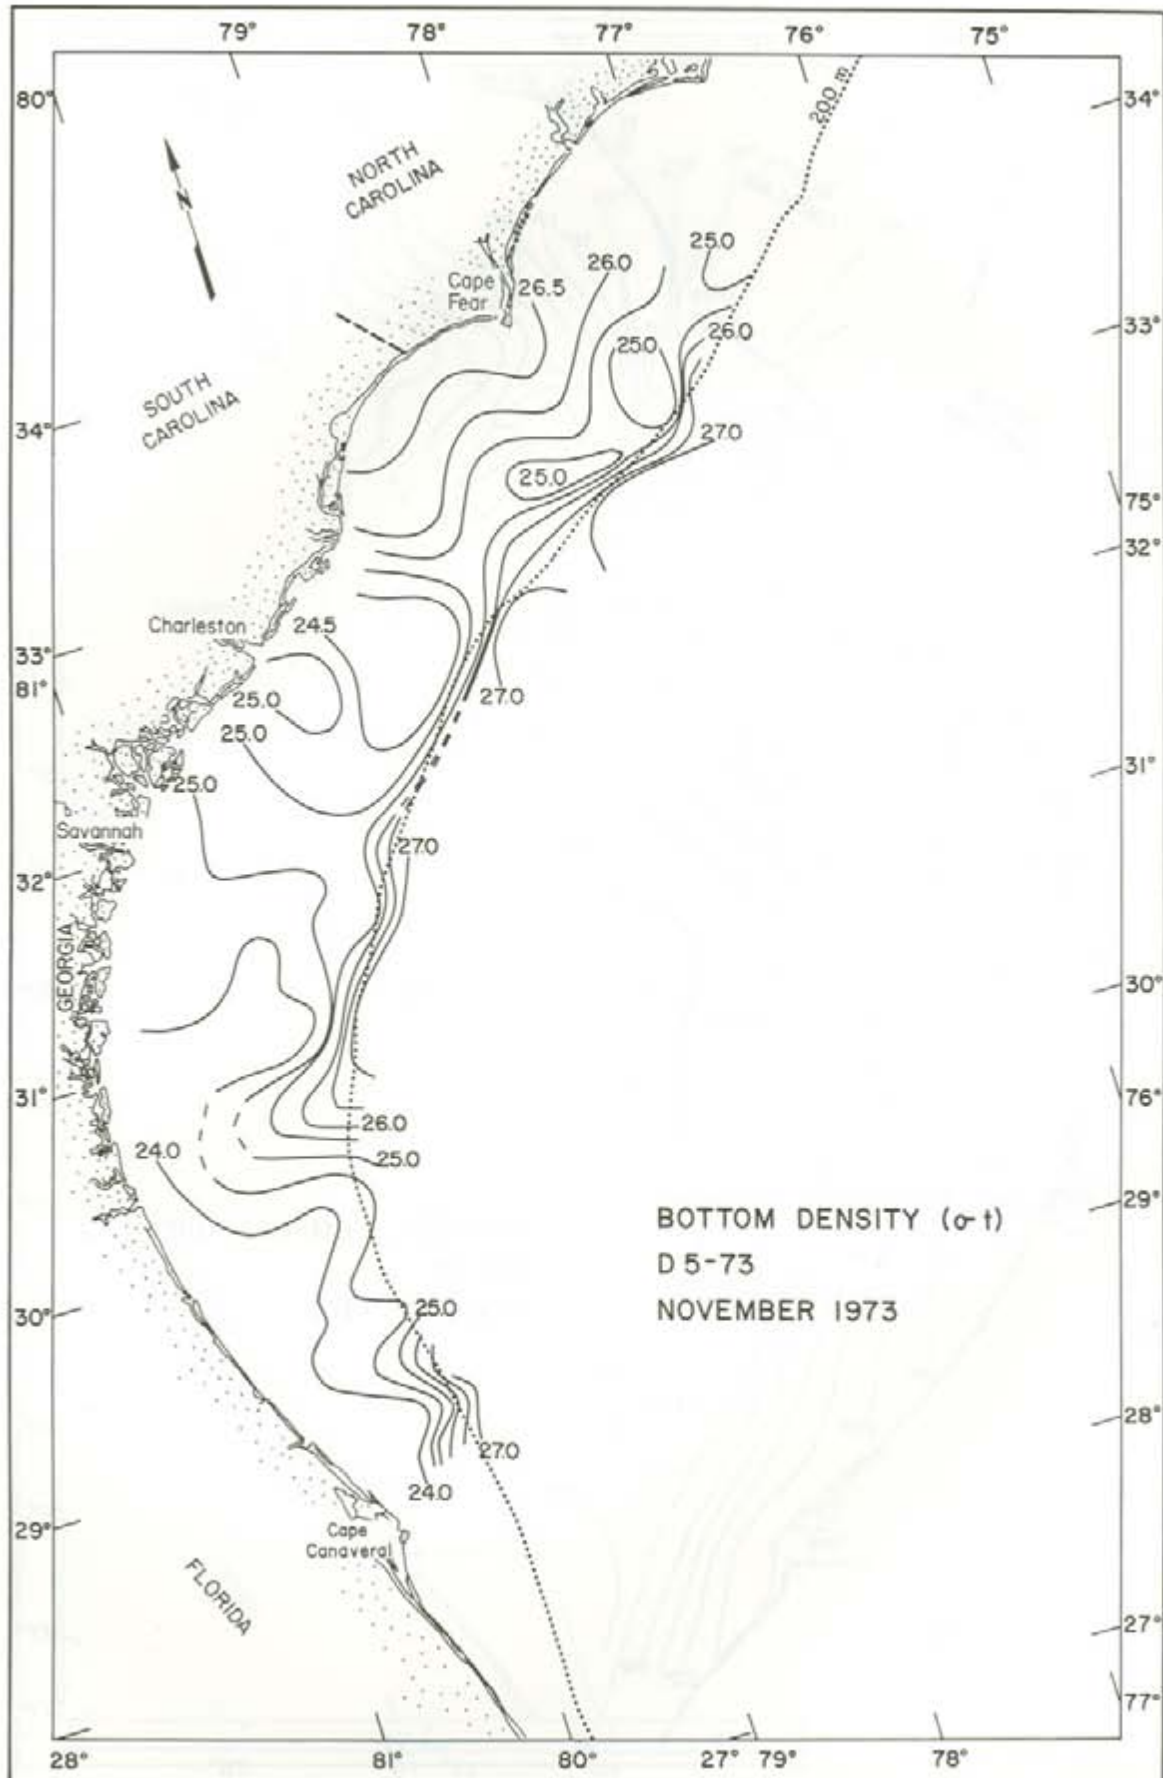 79° 78° 77° 76° 75°
80° 34°
200 m
NORTH
CAROLINA
N
25.0
26.0
Cape
Fear
26.5
33°
26.0
25.0
SOUTH
CAROLINA
34°
27.0
25.0
75°
32°
Charleston
24.5
33°
81°
25.0
27.0
25.0
31°
25.0
Savannah
27.0
32°
GEORGIA
30°
31°
76°
26.0
24.0
25.0
29°
BOTTOM DENSITY (σ-t)
D 5-73
NOVEMBER 1973
30°
25.0
28°
27.0
24.0
29°
Cape
Canaveral
FLORIDA
27°
77°
28° 81° 80° 27° 79° 78°